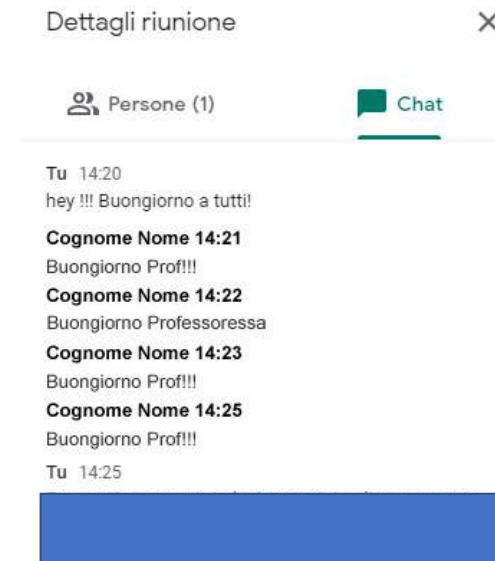 Dettagli riunione
Persone (1)
Chat
Tu 14:20
hey !!! Buongiorno a tutti!
Cognome Nome 14:21
Buongiorno Prof!!!
Cognome Nome 14:22
Buongiorno Professoressa
Cognome Nome 14:23
Buongiorno Prof!!!
Cognome Nome 14:25
Buongiorno Prof!!!
Tu 14:25